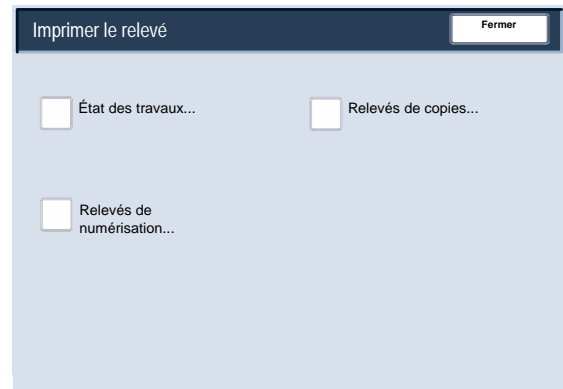 Imprimer le relevé
Fermer
État des travaux...
Relevés de copies...
Relevés de
numérisation...